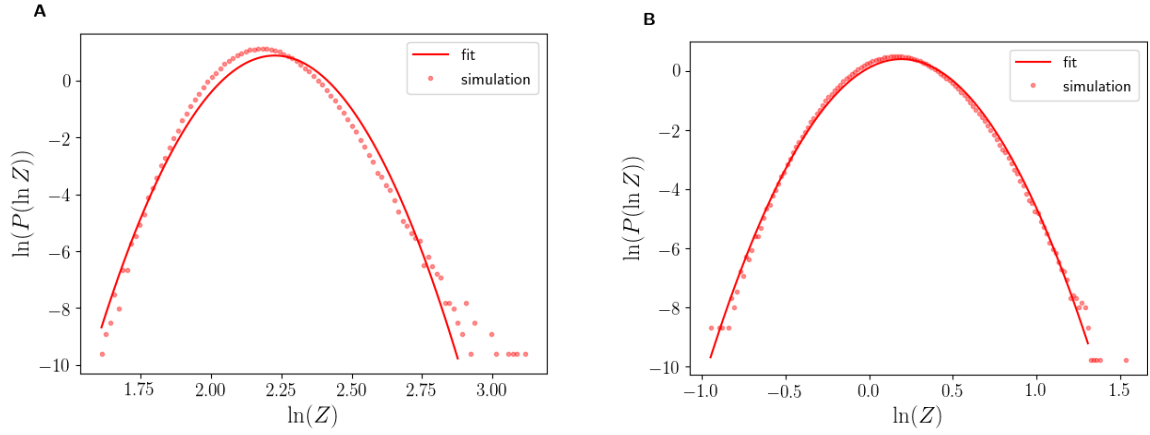 A
ln(P(ln Z))
0
−2
−4
−6
−8
−10
fit
simulation
1.75 2.00 2.25 2.50 2.75 3.00
ln(Z)
B
ln(P(ln Z))
0
−2
−4
−6
−8
−10
fit
simulation
−1.0 −0.5 0.0 0.5 1.0 1.5
ln(Z)